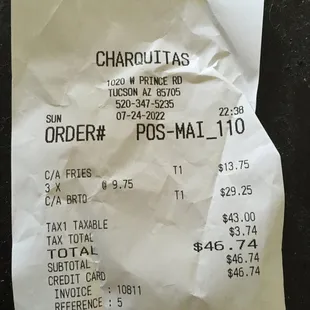 CHARQUITAS
1020 W PRINCE RD
TUCSON AZ 85705
520-347-5235
SUN 07-24-2022 22:38
ORDER# POS-MAI_110
C/A FRIES T1 $13.75
3 X @ 9.75
C/A BRTO T1 $29.25
TAX1 TAXABLE $43.00
TAX TOTAL $3.74
TOTAL $46.74
SUBTOTAL $46.74
CREDIT CARD $46.74
INVOICE : 10811
REFERENCE : 5